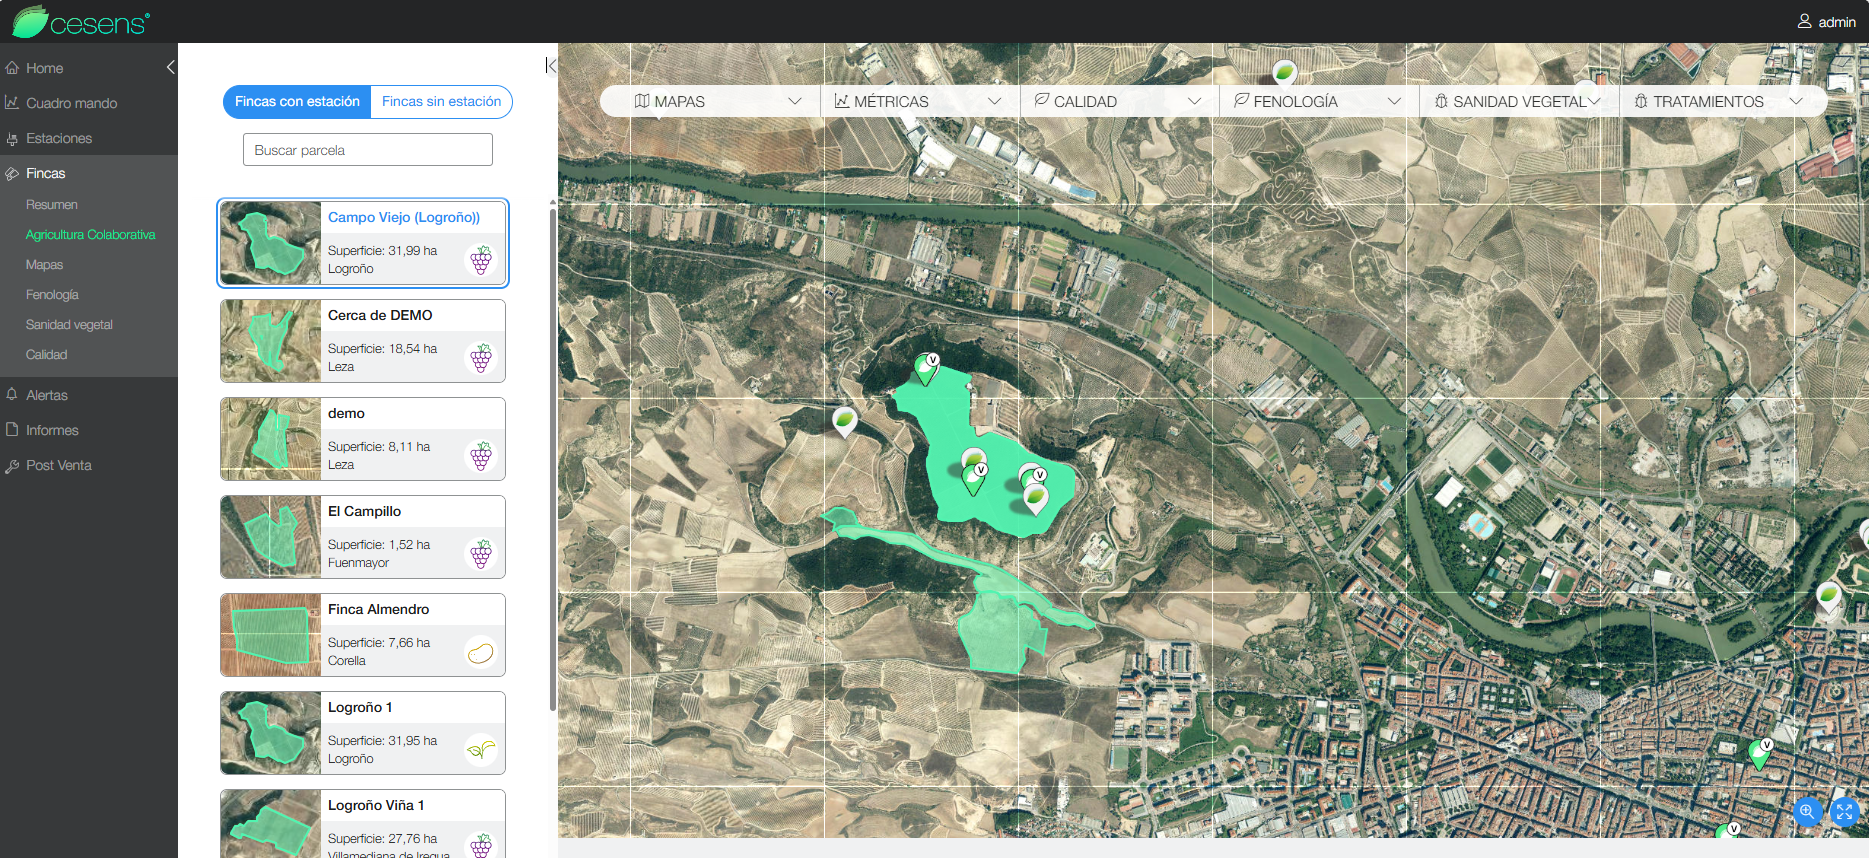 cesens®
admin
Home
Cuadro mando
Estaciones
Fincas
Resumen
Agricultura Colaborativa
Mapas
Fenología
Sanidad vegetal
Calidad
Alertas
Informes
Post Venta
Fincas con estación
Fincas sin estación
Buscar parcela
Campo Viejo (Logroño))
Superficie: 31,99 ha
Logroño
Cerca de DEMO
Superficie: 18,54 ha
Leza
demo
Superficie: 8,11 ha
Leza
El Campillo
Superficie: 1,52 ha
Fuenmayor
Finca Almendro
Superficie: 7,66 ha
Corella
Logroño 1
Superficie: 31,95 ha
Logroño
Logroño Viña 1
Superficie: 27,76 ha
Villamediana de Iregua
MAPAS
MÉTRICAS
CALIDAD
FENOLOGÍA
SANIDAD VEGETAL
TRATAMIENTOS
V
V
V
V
V